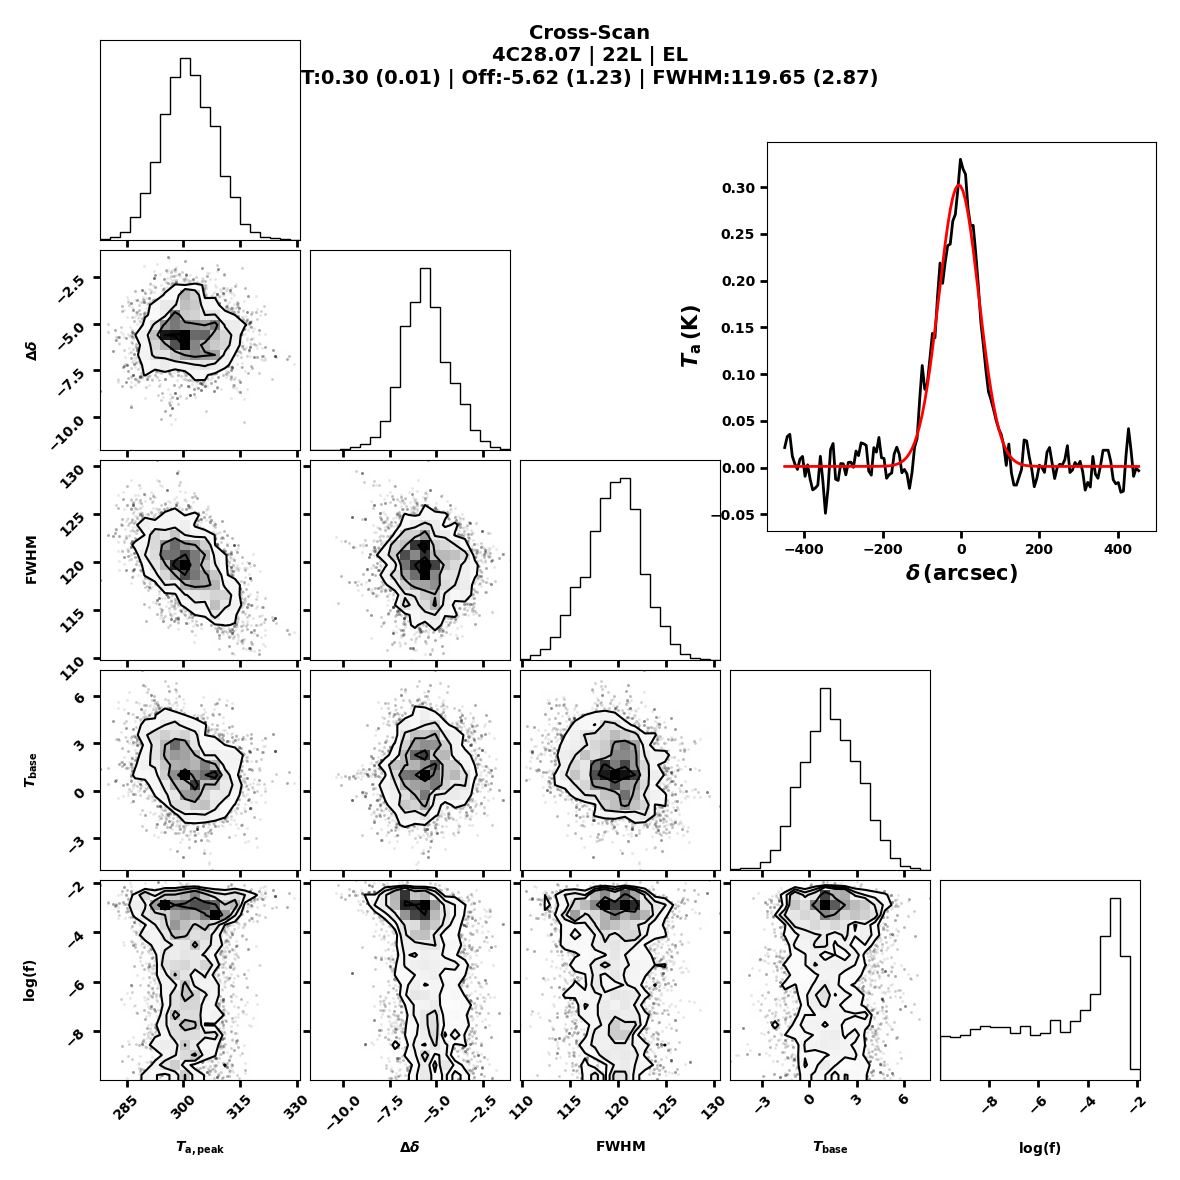 Cross-Scan
4C28.07 | 22L | EL
T:0.30 (0.01) | Off:-5.62 (1.23) | FWHM:119.65 (2.87)
0.30
0.25
0.20
0.15
0.10
0.05
0.00
−0.05
T_a (K)
−400 −200 0 200 400
δ (arcsec)
−2.5
−5.0
−7.5
−10.0
Δδ
130
125
120
115
110
FWHM
6
3
0
−3
T_base
−2
−4
−6
−8
log(f)
285 300 315 330
−10.0 −7.5 −5.0 −2.5
110 115 120 125 130
−3 0 3 6
−8 −6 −4 −2
T_a,peak Δδ FWHM T_base log(f)